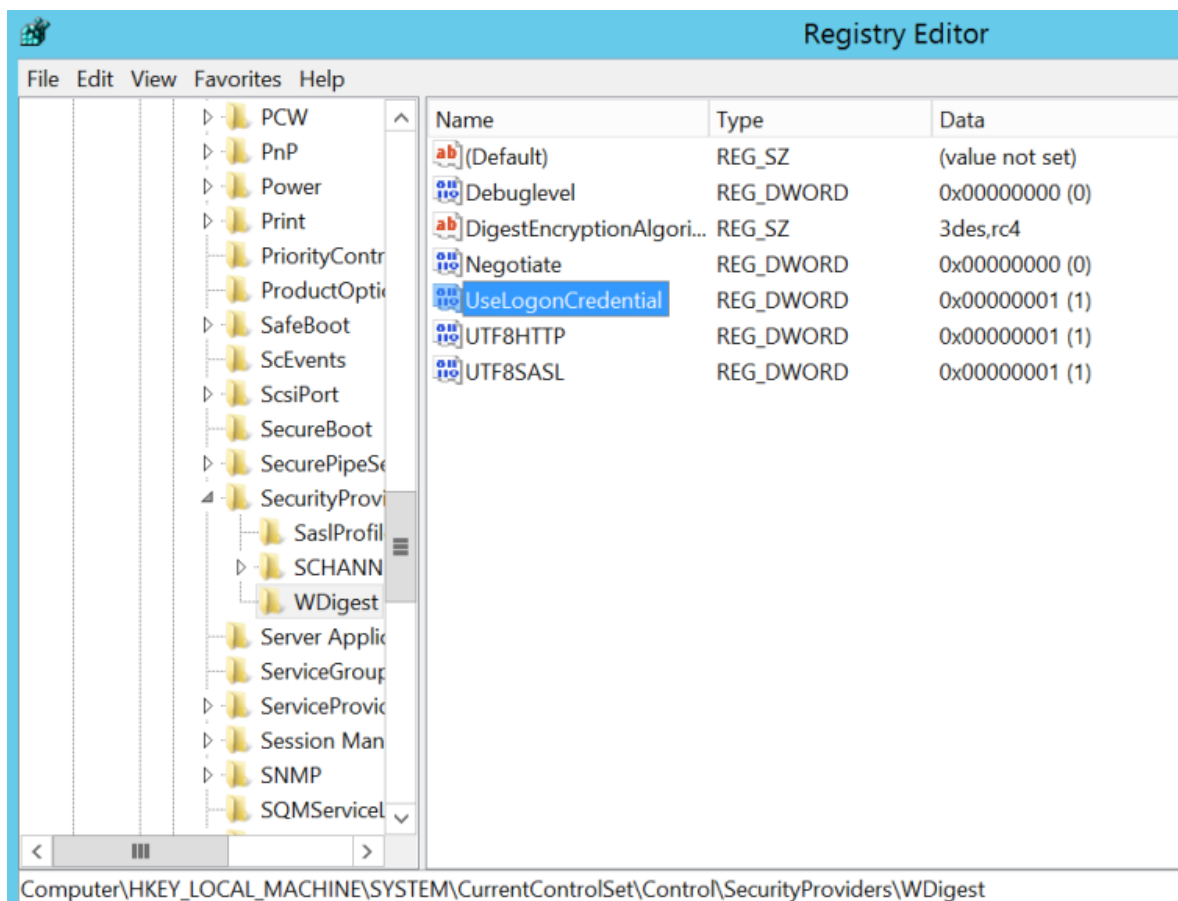 Registry Editor
File Edit View Favorites Help
PCW
PnP
Power
Print
PriorityContr
ProductOptic
SafeBoot
ScEvents
ScsiPort
SecureBoot
SecurePipeSe
SecurityProvi
SaslProfil
SCHANN
WDigest
Server Applic
ServiceGroup
ServiceProvic
Session Man
SNMP
SQMServiceL
Name Type Data
(Default) REG_SZ (value not set)
Debuglevel REG_DWORD 0x00000000 (0)
DigestEncryptionAlgori... REG_SZ 3des,rc4
Negotiate REG_DWORD 0x00000000 (0)
UseLogonCredential REG_DWORD 0x00000001 (1)
UTF8HTTP REG_DWORD 0x00000001 (1)
UTF8SASL REG_DWORD 0x00000001 (1)
Computer\HKEY_LOCAL_MACHINE\SYSTEM\CurrentControlSet\Control\SecurityProviders\WDigest